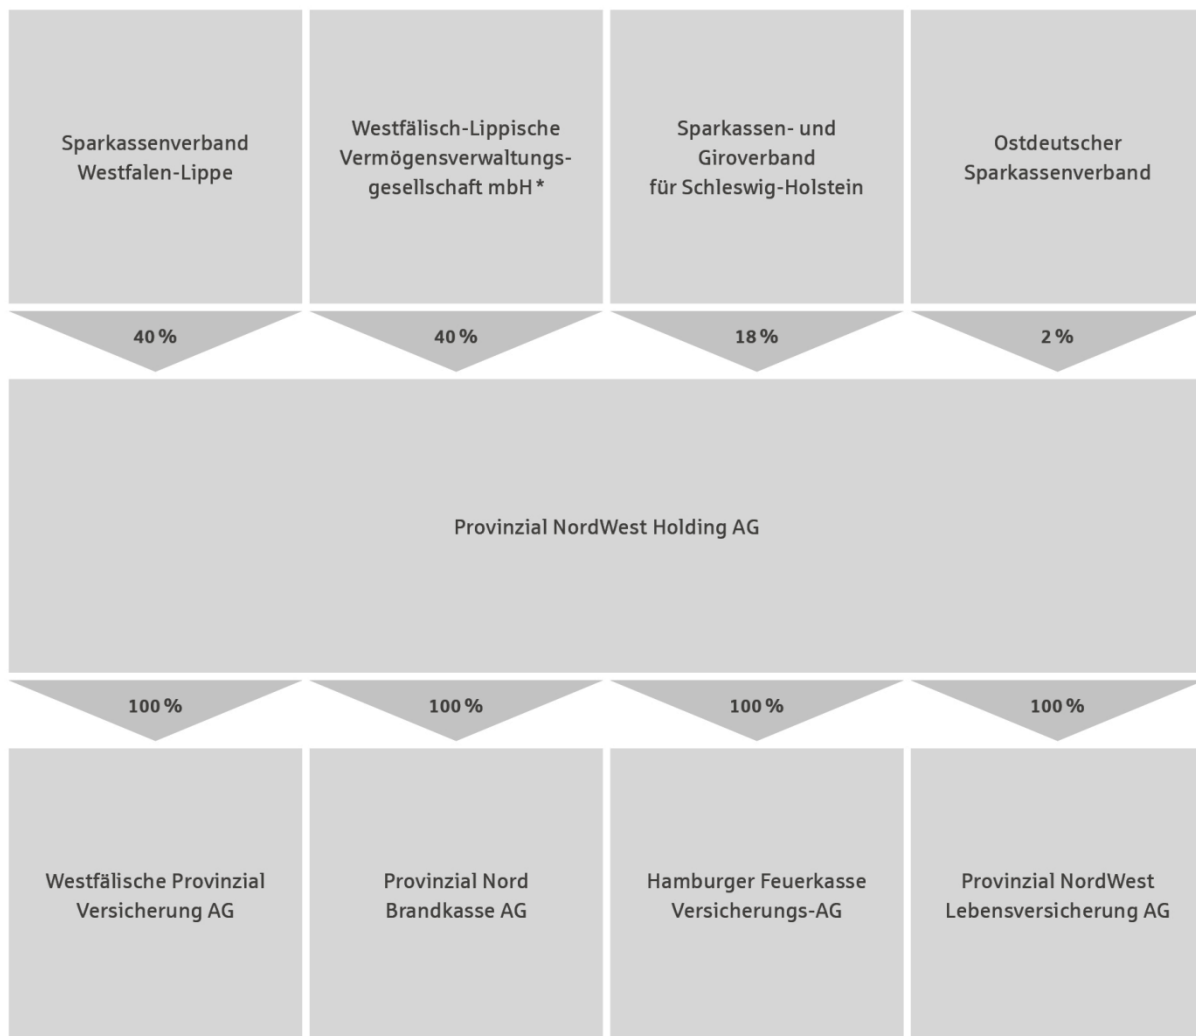 Sparkassenverband
Westfalen-Lippe
Westfälisch-Lippische
Vermögensverwaltungs-
gesellschaft mbH *
Sparkassen- und
Giroverband
für Schleswig-Holstein
Ostdeutscher
Sparkassenverband
40 %
40 %
18 %
2 %
Provinzial NordWest Holding AG
100 %
100 %
100 %
100 %
Westfälische Provinzial
Versicherung AG
Provinzial Nord
Brandkasse AG
Hamburger Feuerkasse
Versicherungs-AG
Provinzial NordWest
Lebensversicherung AG